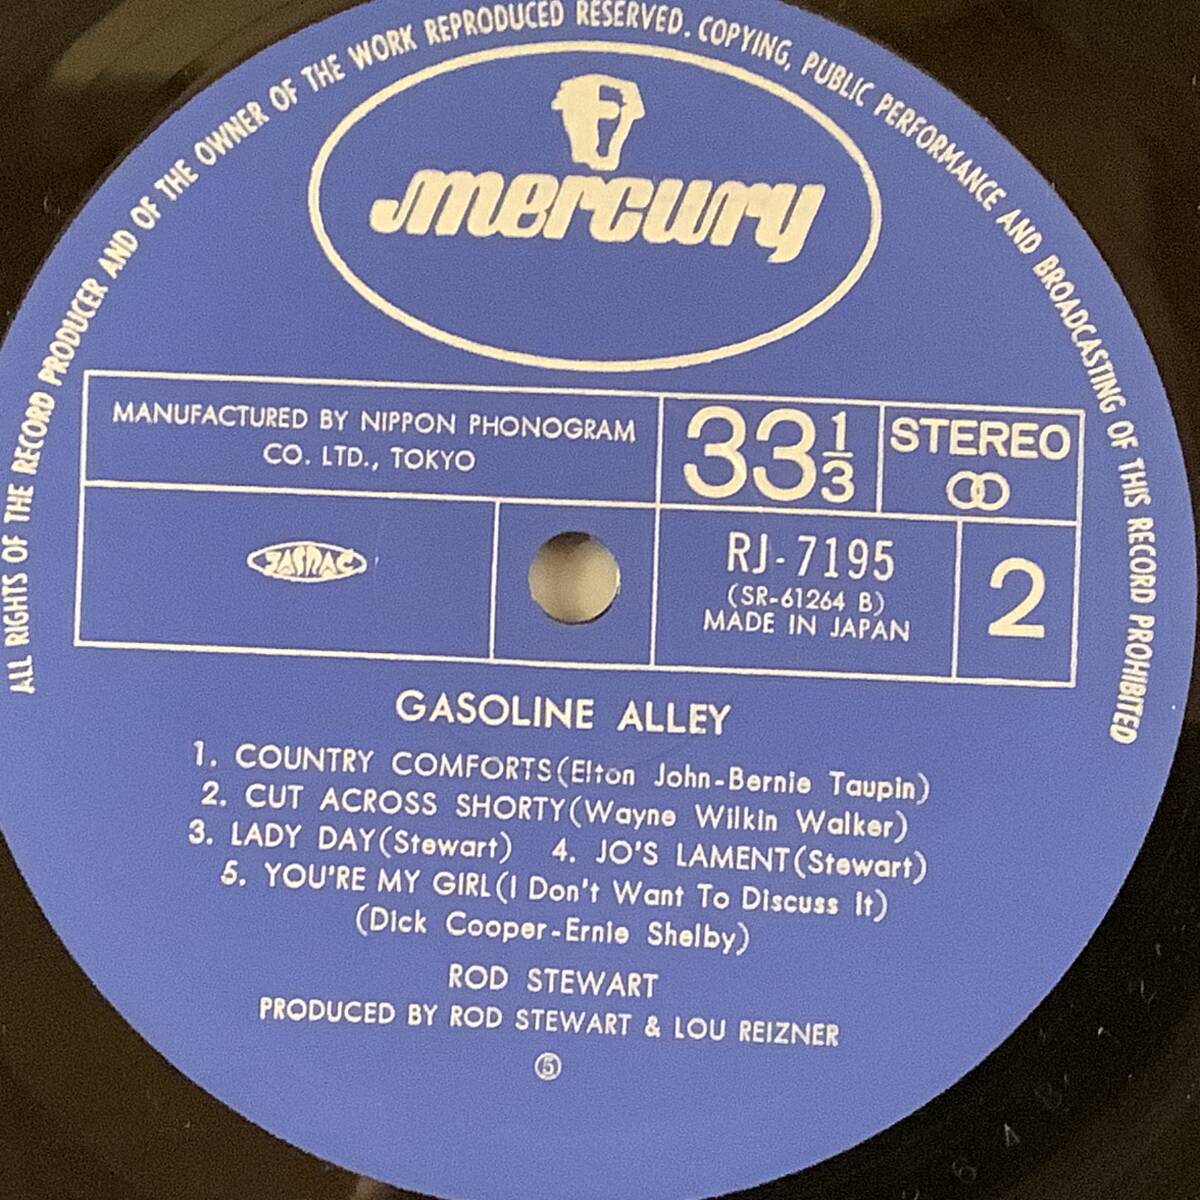 ALL RIGHTS OF THE RECORD PRODUCER AND OF THE OWNER OF THE WORK REPRODUCED RESERVED. COPYING, PUBLIC PERFORMANCE AND BROADCASTING OF THIS RECORD PROHIBITED
mercury
MANUFACTURED BY NIPPON PHONOGRAM
CO. LTD., TOKYO
33 1/3
STEREO
JASRAC
RJ-7195
(SR-61264 B)
MADE IN JAPAN
2
GASOLINE ALLEY
1. COUNTRY COMFORTS(Elton John-Bernie Taupin)
2. CUT ACROSS SHORTY(Wayne Wilkin Walker)
3. LADY DAY(Stewart) 4. JO'S LAMENT(Stewart)
5. YOU'RE MY GIRL(I Don't Want To Discuss It)
(Dick Cooper-Ernie Shelby)
ROD STEWART
PRODUCED BY ROD STEWART & LOU REIZNER
⑤